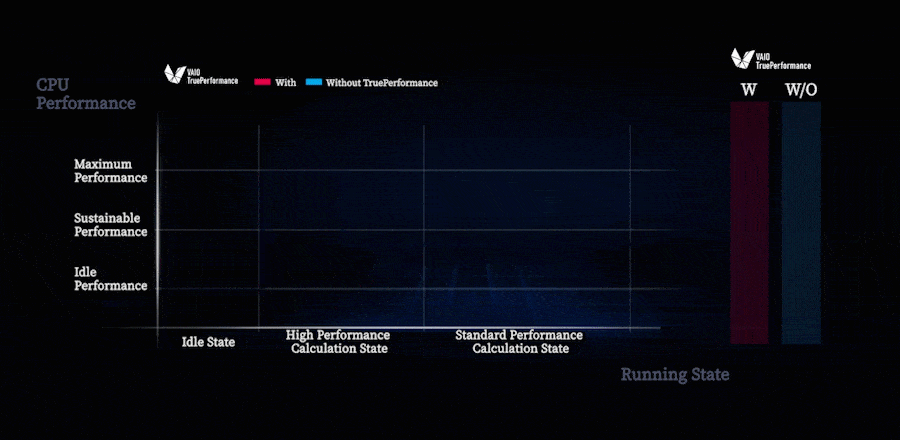 VAIO
TruePerformance
With
Without TruePerformance
CPU
Performance
Maximum
Performance
Sustainable
Performance
Idle
Performance
Idle State
High Performance
Calculation State
Standard Performance
Calculation State
Running State
VAIO
TruePerformance
W
W/O